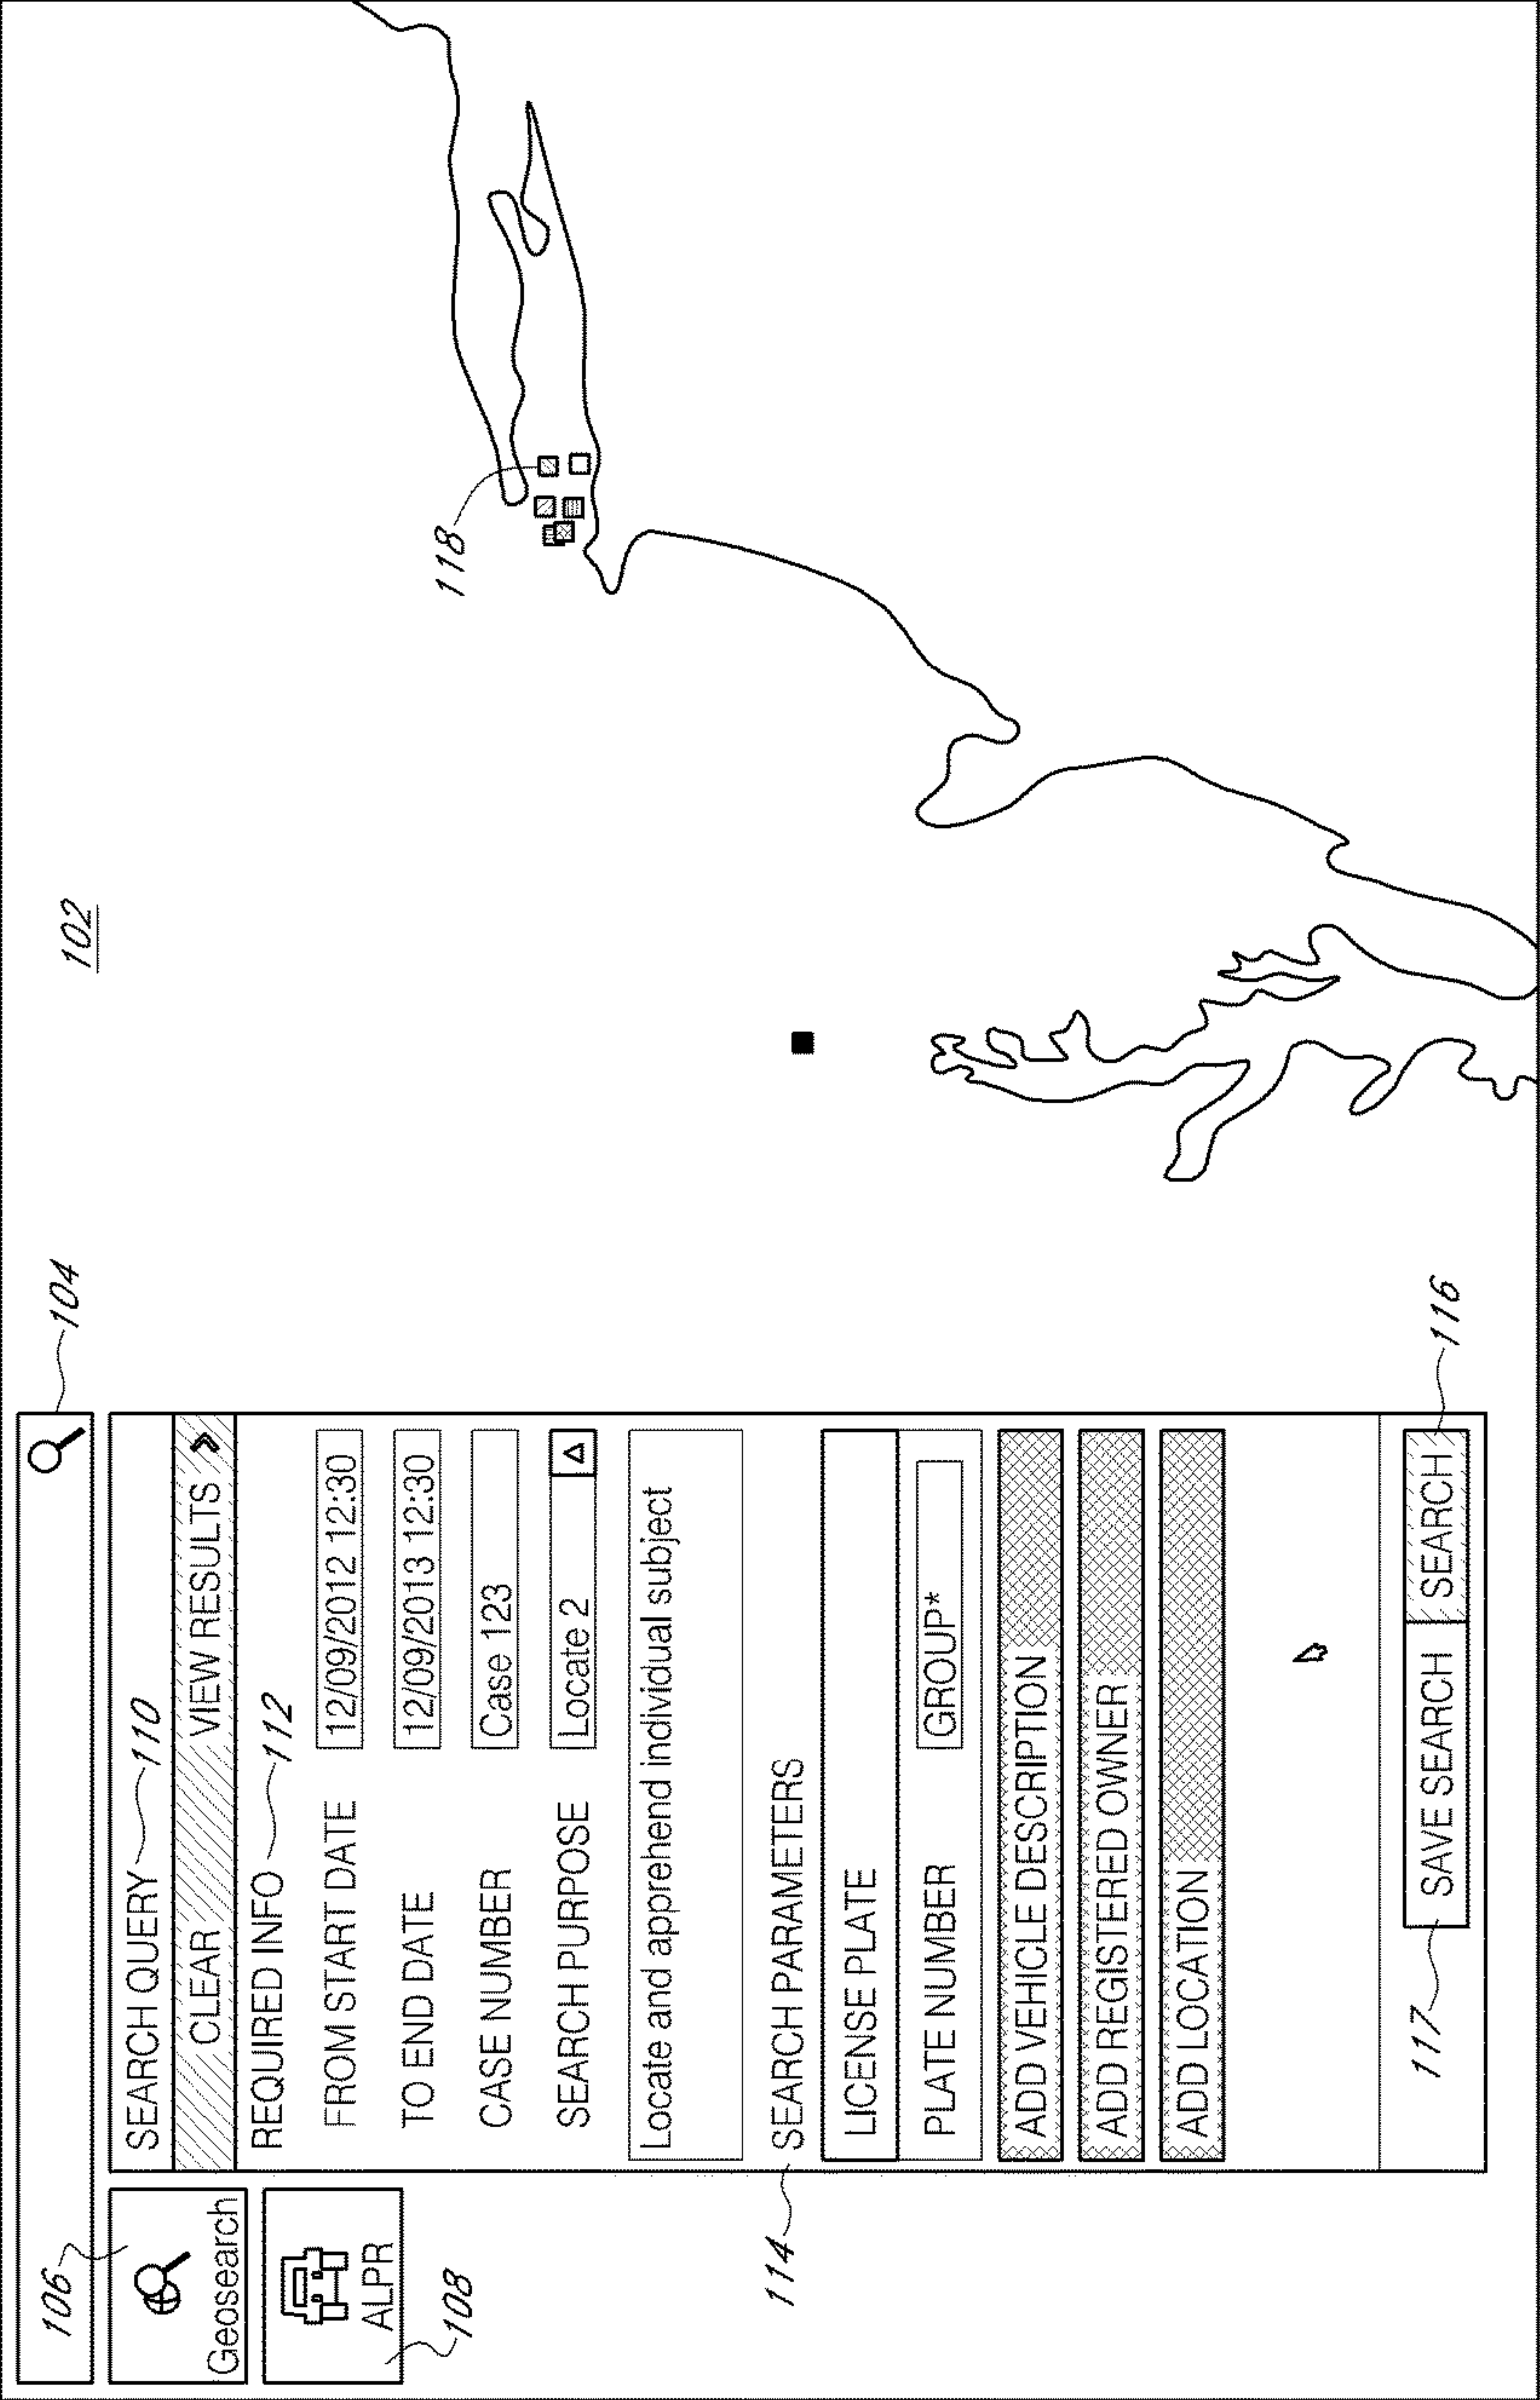 102
104
106
Geosearch
ALPR
108
SEARCH QUERY 110
CLEAR VIEW RESULTS
REQUIRED INFO 112
FROM START DATE 12/09/2012 12:30
TO END DATE 12/09/2013 12:30
CASE NUMBER Case 123
SEARCH PURPOSE Locate 2
Locate and apprehend individual subject
114
SEARCH PARAMETERS
LICENSE PLATE
PLATE NUMBER GROUP*
ADD VEHICLE DESCRIPTION
ADD REGISTERED OWNER
ADD LOCATION
117
SAVE SEARCH SEARCH
116
118